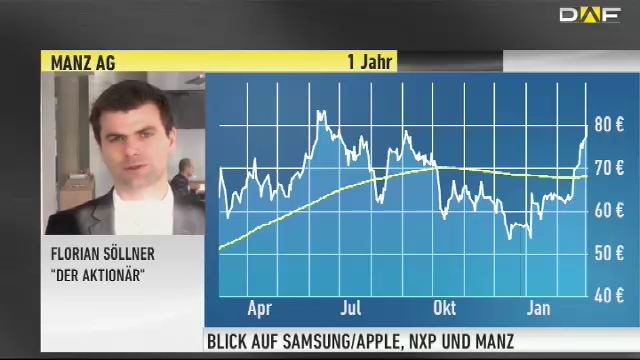 DAF
MANZ AG
1 Jahr
80 €
70 €
60 €
50 €
40 €
Apr
Jul
Okt
Jan
FLORIAN SÖLLNER
"DER AKTIONÄR"
BLICK AUF SAMSUNG/APPLE, NXP UND MANZ